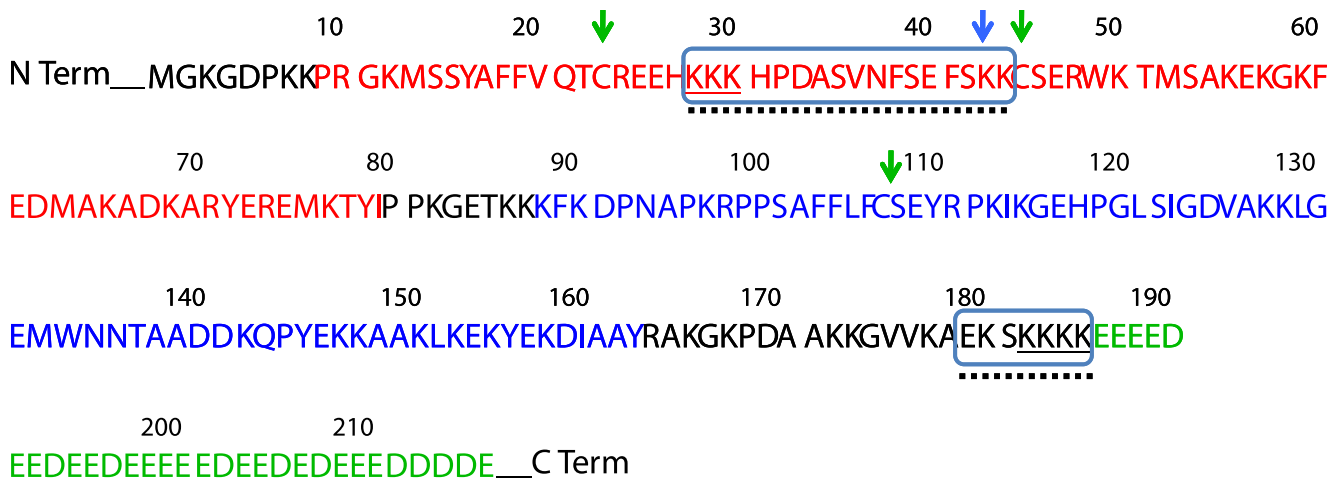 10 20 30 40 50 60
N Term__MGKGDPKKPR GKMSSYAFFV QTCREEHKKK HPDASVNFSEF FSKKCSERWK TMSAKEKGKF
70 80 90 100 110 120 130
EDMAKADKARYEREMKTYIP PKGETKKKFK DPNAPKRPPSAFFLFCSEYR PKIKGEHPGL SIGDVAKKLG
140 150 160 170 180 190
EMWNNTAADDKQPYEKKAAKLKEKYEKDIAAYRAKGKPDA AKKGVVKAEK SKKKKEEEED
200 210
EEDEEDEEEE EDEEDEDEEEDDDDE__C Term